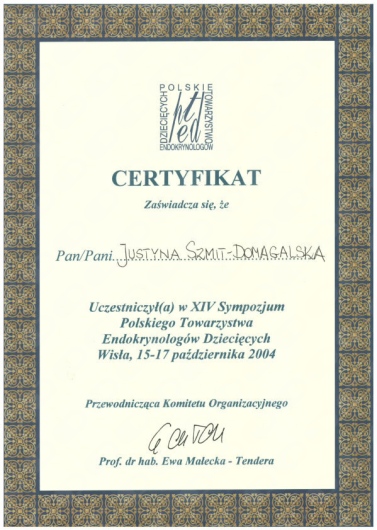 POLSKIE
TOWARZYSTWO
ENDOKRYNOLOGÓW
DZIECIĘCYCH
pted
CERTYFIKAT
Zaświadcza się, że
Pan/Pani JUSTYNA SZMIT-DOMAGALSKA
Uczestniczył(a) w XIV Sympozjum
Polskiego Towarzystwa
Endokrynologów Dziecięcych
Wisła, 15-17 października 2004
Przewodnicząca Komitetu Organizacyjnego
Prof. dr hab. Ewa Małecka - Tendera